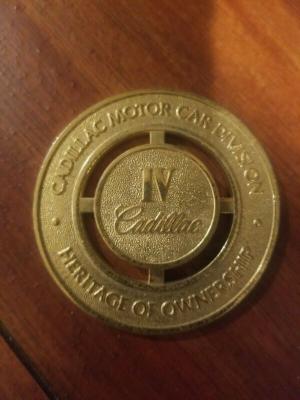 CADILLAC MOTOR CAR DIVISION
IV
Cadillac
HERITAGE OF OWNERSHIP